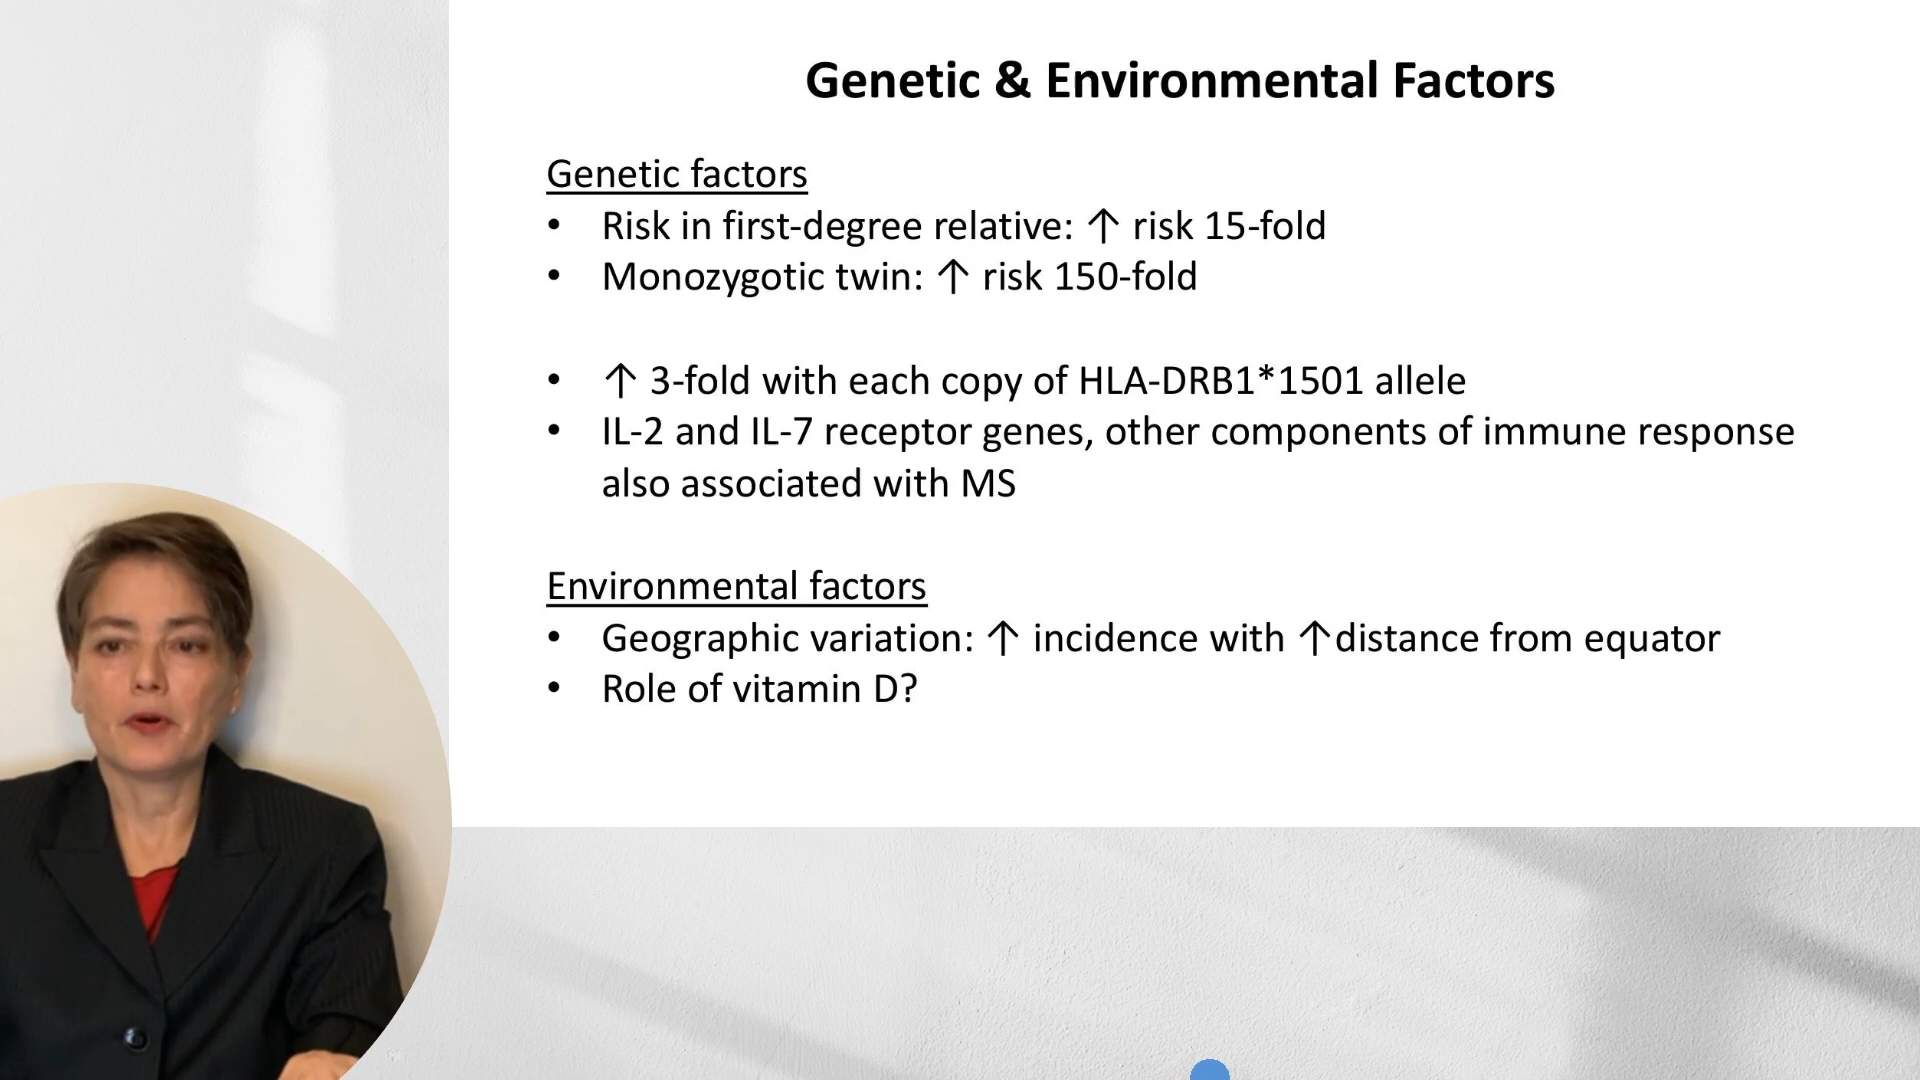 Genetic & Environmental Factors
Genetic factors
• Risk in first-degree relative: ↑ risk 15-fold
• Monozygotic twin: ↑ risk 150-fold
• ↑ 3-fold with each copy of HLA-DRB1*1501 allele
• IL-2 and IL-7 receptor genes, other components of immune response
also associated with MS
Environmental factors
• Geographic variation: ↑ incidence with ↑distance from equator
• Role of vitamin D?